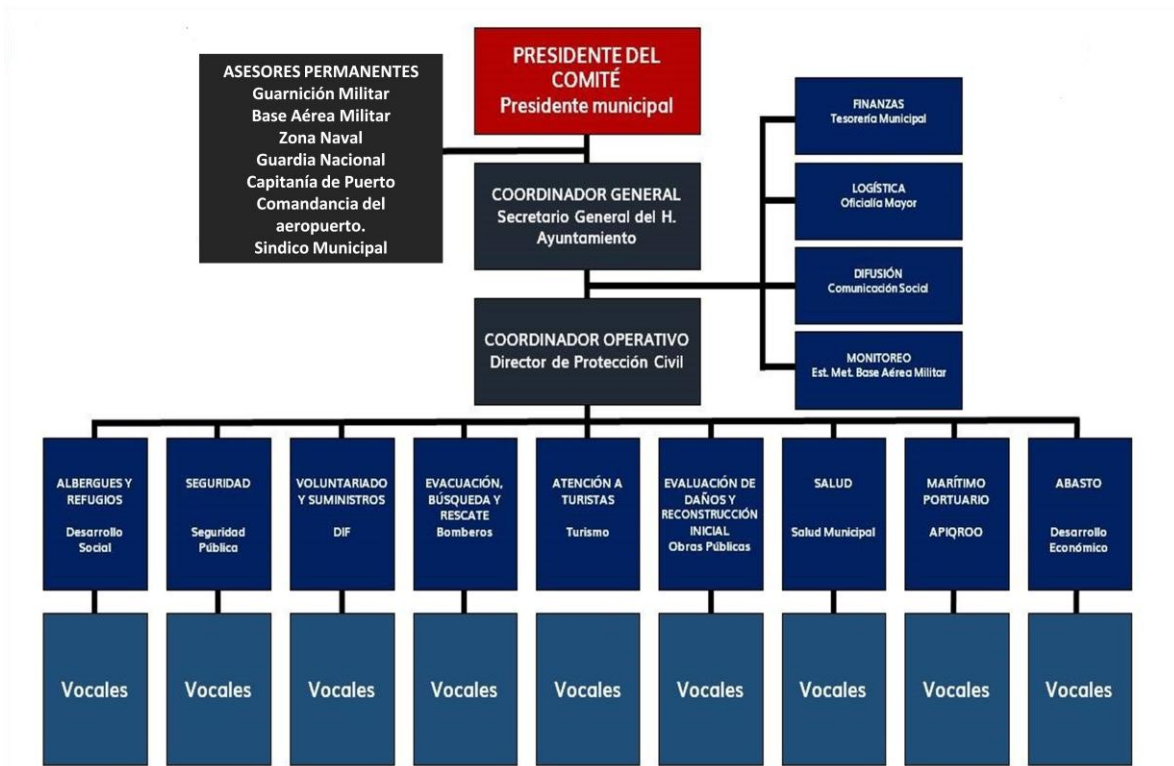 PRESIDENTE DEL
COMITÉ
Presidente municipal
ASESORES PERMANENTES
Guarnición Militar
Base Aérea Militar
Zona Naval
Guardia Nacional
Capitanía de Puerto
Comandancia del
aeropuerto.
Sindico Municipal
COORDINADOR GENERAL
Secretario General del H.
Ayuntamiento
FINANZAS
Tesorería Municipal
LOGÍSTICA
Oficialía Mayor
DIFUSIÓN
Comunicación Social
MONITOREO
Est. Met. Base Aérea Militar
COORDINADOR OPERATIVO
Director de Protección Civil
ALBERGUES Y
REFUGIOS
Desarrollo
Social
SEGURIDAD
Seguridad
Pública
VOLUNTARIADO
Y SUMINISTROS
DIF
EVACUACIÓN,
BÚSQUEDA Y
RESCATE
Bomberos
ATENCIÓN A
TURISTAS
Turismo
EVALUACIÓN DE
DAÑOS Y
RECONSTRUCCIÓN
INICIAL
Obras Públicas
SALUD
Salud Municipal
MARÍTIMO
PORTUARIO
APIQROO
ABASTO
Desarrollo
Económico
Vocales
Vocales
Vocales
Vocales
Vocales
Vocales
Vocales
Vocales
Vocales